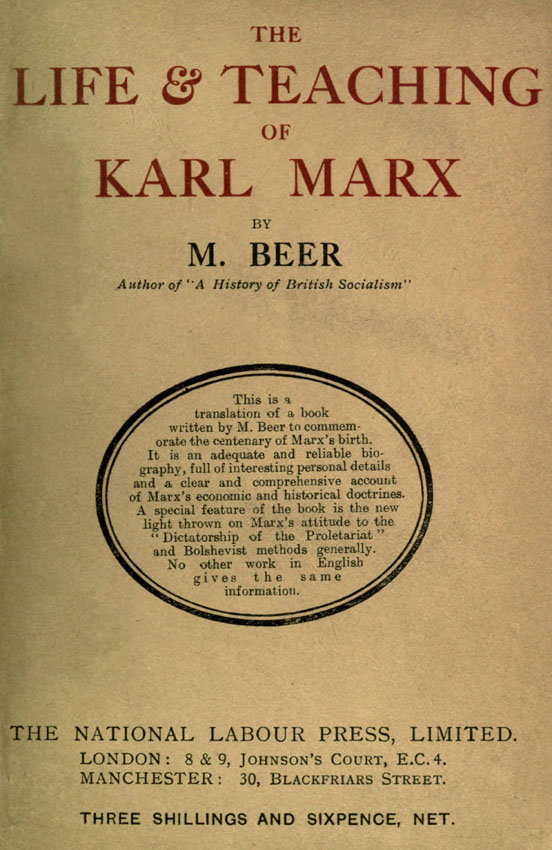 THE
LIFE & TEACHING
OF
KARL MARX
BY
M. BEER
Author of "A History of British Socialism"
This is a
translation of a book
written by M. Beer to commem-
orate the centenary of Marx's birth.
It is an adequate and reliable bio-
graphy, full of interesting personal details
and a clear and comprehensive account
of Marx's economic and historical doctrines.
A special feature of the book is the new
light thrown on Marx's attitude to the
"Dictatorship of the Proletariat"
and Bolshevist methods generally.
No other work in English
gives the same
information.
THE NATIONAL LABOUR PRESS, LIMITED.
LONDON: 8 & 9, JOHNSON'S COURT, E.C. 4.
MANCHESTER: 30, BLACKFRIARS STREET.
THREE SHILLINGS AND SIXPENCE, NET.